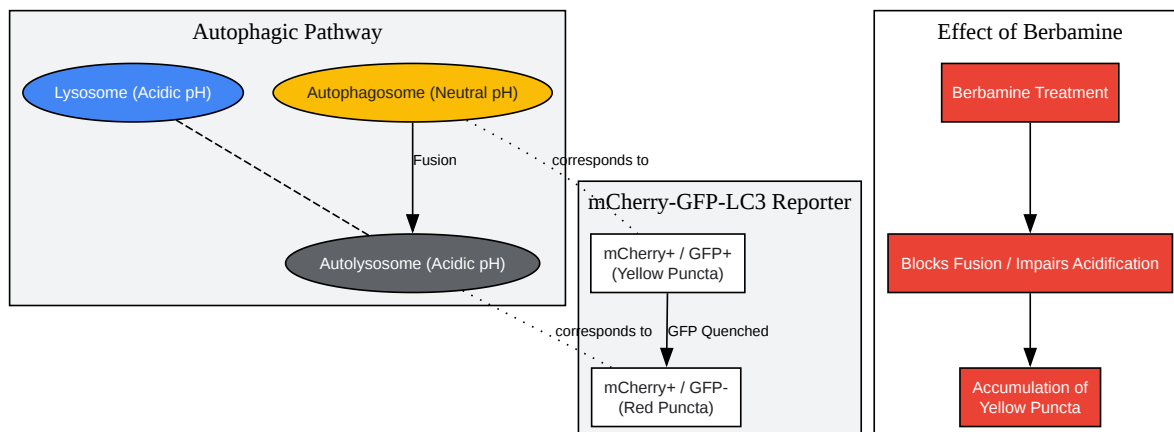 Autophagic Pathway
Lysosome (Acidic pH)
Autophagosome (Neutral pH)
Fusion
Autolysosome (Acidic pH)
corresponds to
corresponds to
mCherry-GFP-LC3 Reporter
mCherry+ / GFP+
(Yellow Puncta)
GFP Quenched
mCherry+ / GFP-
(Red Puncta)
Effect of Berbamine
Berbamine Treatment
Blocks Fusion / Impairs Acidification
Accumulation of
Yellow Puncta